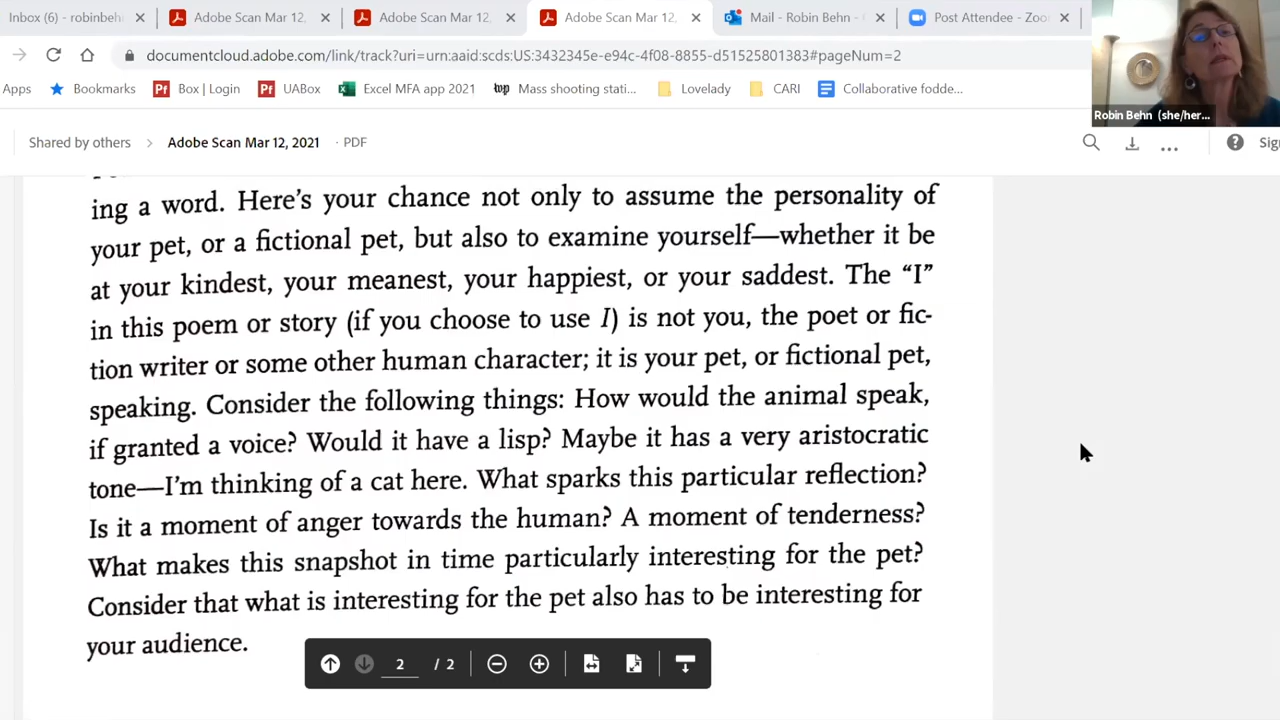 Inbox (6) - robinbehi
Adobe Scan Mar 12,
Adobe Scan Mar 12,
Adobe Scan Mar 12,
Mail - Robin Behn -
Post Attendee - Zoo
documentcloud.adobe.com/link/track?uri=urn:aaid:scds:US:3432345e-e94c-4f08-8855-d51525801383#pageNum=2
Apps
Bookmarks
Box | Login
UABox
Excel MFA app 2021
Mass shooting stati...
Lovelady
CARI
Collaborative fodde...
Robin Behn (she/her...
Shared by others > Adobe Scan Mar 12, 2021 · PDF
Sig
ing a word. Here's your chance not only to assume the personality of
your pet, or a fictional pet, but also to examine yourself—whether it be
at your kindest, your meanest, your happiest, or your saddest. The “I”
in this poem or story (if you choose to use I) is not you, the poet or fic-
tion writer or some other human character; it is your pet, or fictional pet,
speaking. Consider the following things: How would the animal speak,
if granted a voice? Would it have a lisp? Maybe it has a very aristocratic
tone—I'm thinking of a cat here. What sparks this particular reflection?
Is it a moment of anger towards the human? A moment of tenderness?
What makes this snapshot in time particularly interesting for the pet?
Consider that what is interesting for the pet also has to be interesting for
your audience.
2 / 2